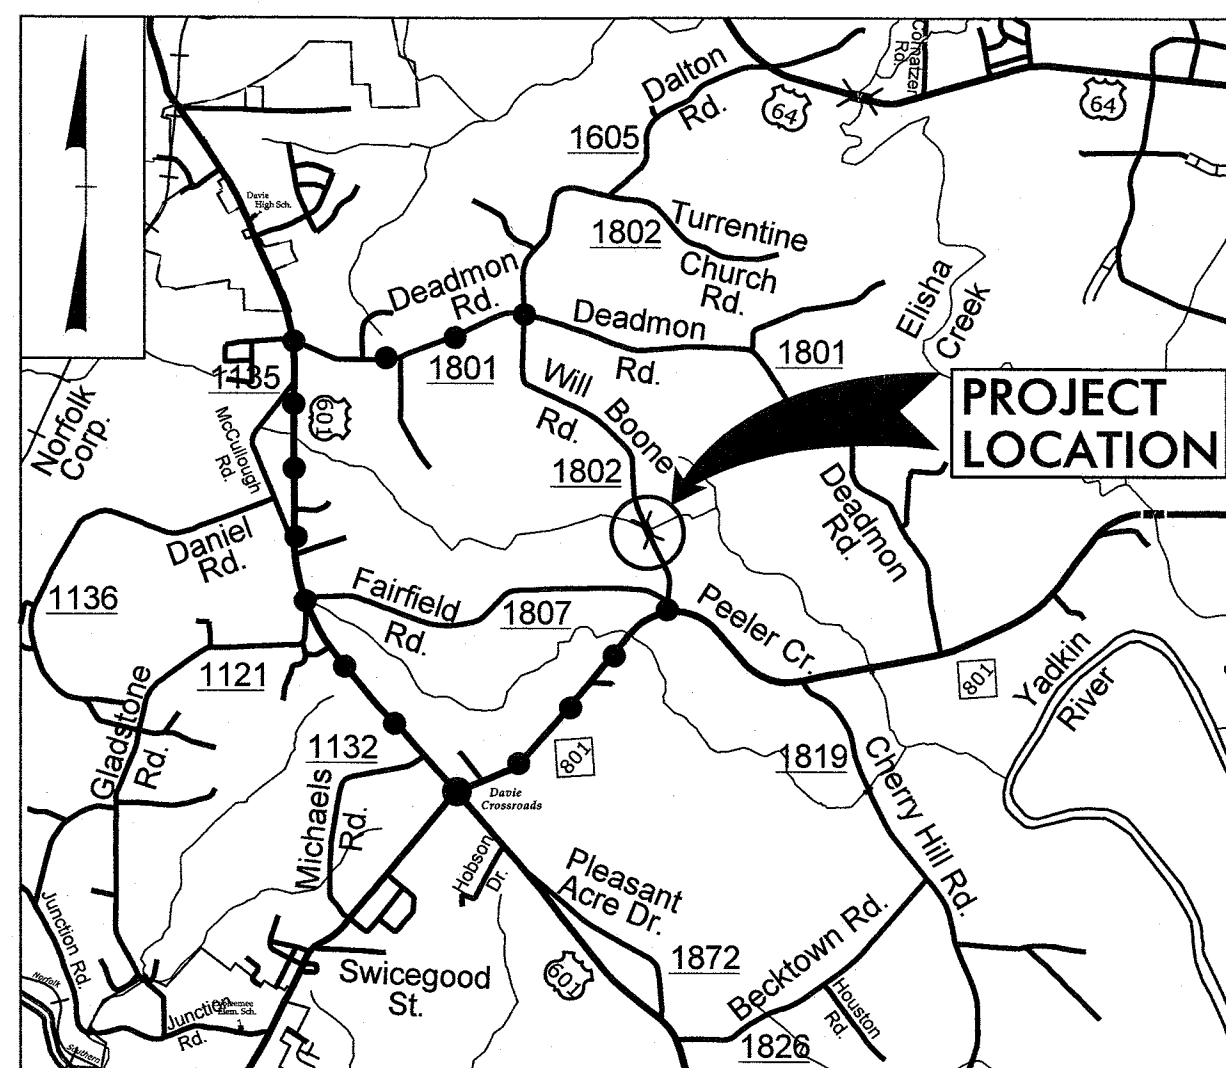 Cornatzer
Rd.
Dalton
Rd.
64
64
1605
Davie
High Sch.
Turrentine
1802
Church
Rd.
Deadmon
Rd.
Elisha
Creek
Deadmon
Rd.
1801
1801
1135
Will Boone
Rd.
PROJECT
LOCATION
601
McCullough
Rd.
Norfolk
Corp.
1802
Deadmon
Rd.
Daniel
Rd.
1136
Fairfield
Rd.
1807
Peeler Cr.
801
Yadkin
River
1121
Gladstone
Rd.
1132
801
1819
Cherry Hill Rd.
Davie
Crossroads
Michaels
Rd.
Hobson
Dr.
Pleasant
Acre Dr.
Becktown Rd.
Junction Rd.
1872
Swicegood
St.
601
Norfolk
Southern
Junction
Rd.
Elem. Sch.
Houston
Rd.
1826